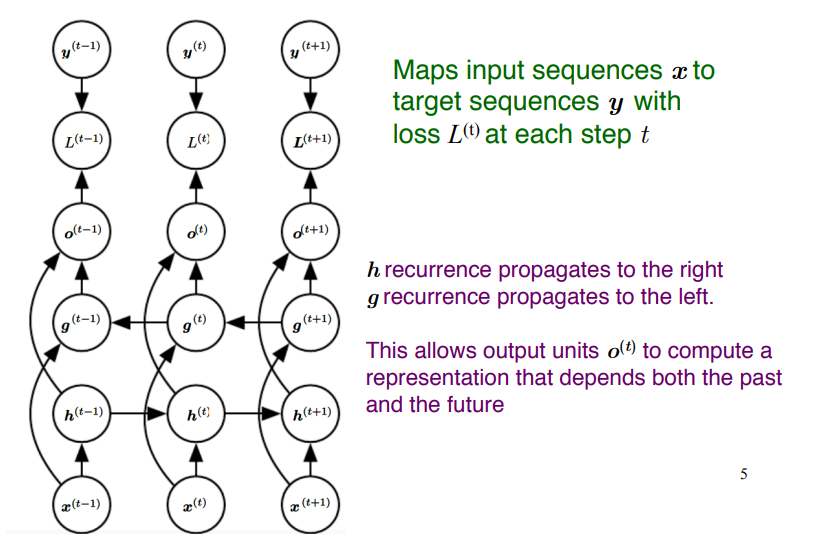 y^(t−1) y^(t) y^(t+1)
L^(t−1) L^(t) L^(t+1)
o^(t−1) o^(t) o^(t+1)
g^(t−1) g^(t) g^(t+1)
h^(t−1) h^(t) h^(t+1)
x^(t−1) x^(t) x^(t+1)
Maps input sequences x to
target sequences y with
loss L^(t) at each step t
h recurrence propagates to the right
g recurrence propagates to the left.
This allows output units o^(t) to compute a
representation that depends both the past
and the future
5